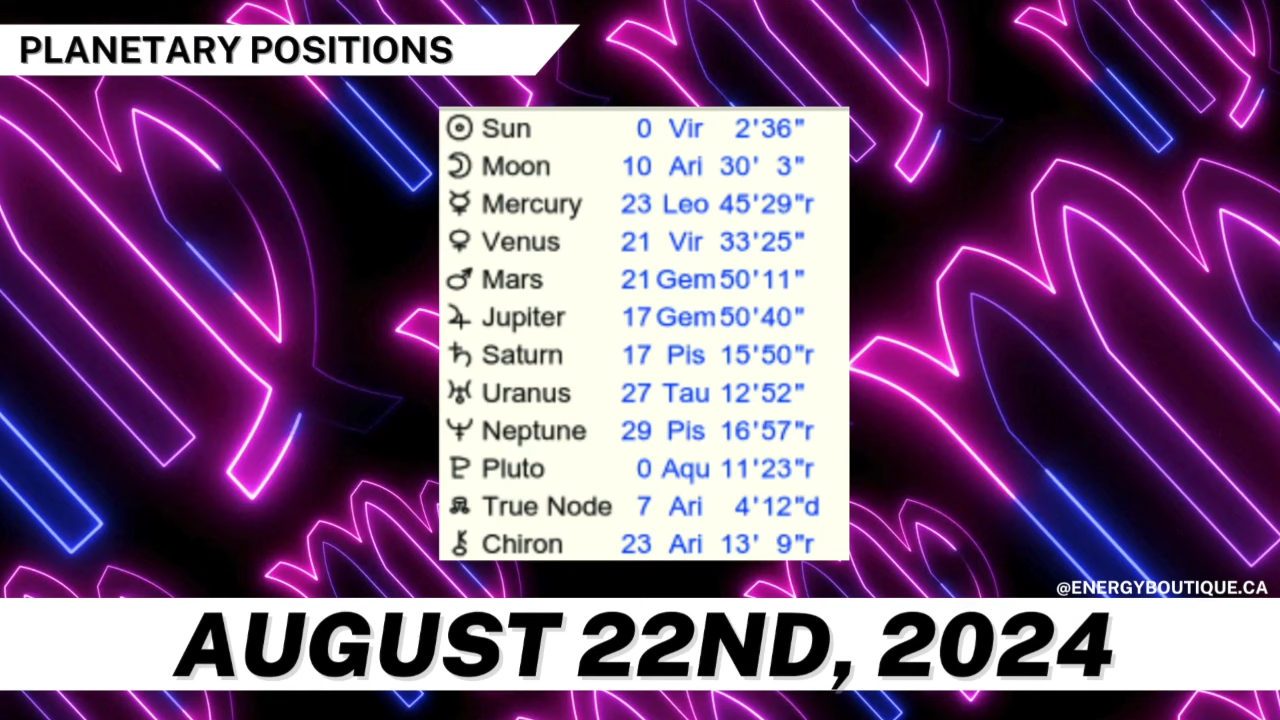 PLANETARY POSITIONS
Sun 0 Vir 2'36"
Moon 10 Ari 30' 3"
Mercury 23 Leo 45'29"r
Venus 21 Vir 33'25"
Mars 21 Gem 50'11"
Jupiter 17 Gem 50'40"
Saturn 17 Pis 15'50"r
Uranus 27 Tau 12'52"
Neptune 29 Pis 16'57"r
Pluto 0 Aqu 11'23"r
True Node 7 Ari 4'12"d
Chiron 23 Ari 13' 9"r
@ENERGYBOUTIQUE.CA
AUGUST 22ND, 2024